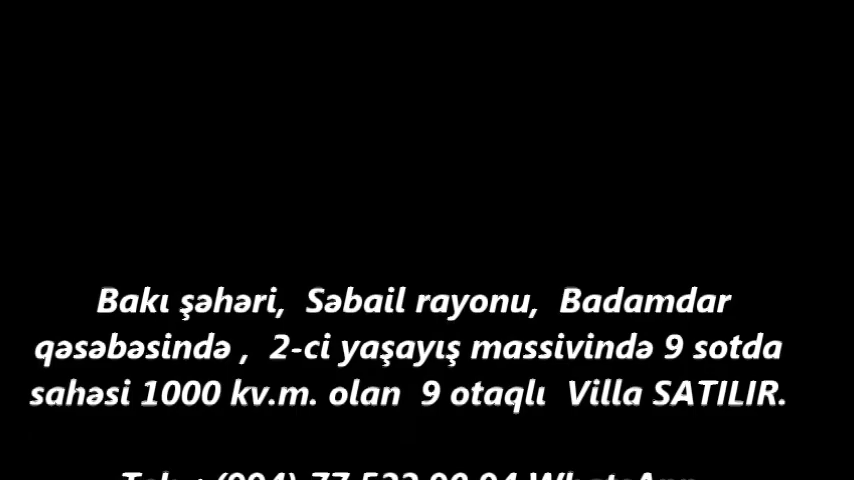 Bakı şəhəri, Səbail rayonu, Badamdar
qəsəbəsində , 2-ci yaşayış massivində 9 sotda
sahəsi 1000 kv.m. olan 9 otaqlı Villa SATILIR.